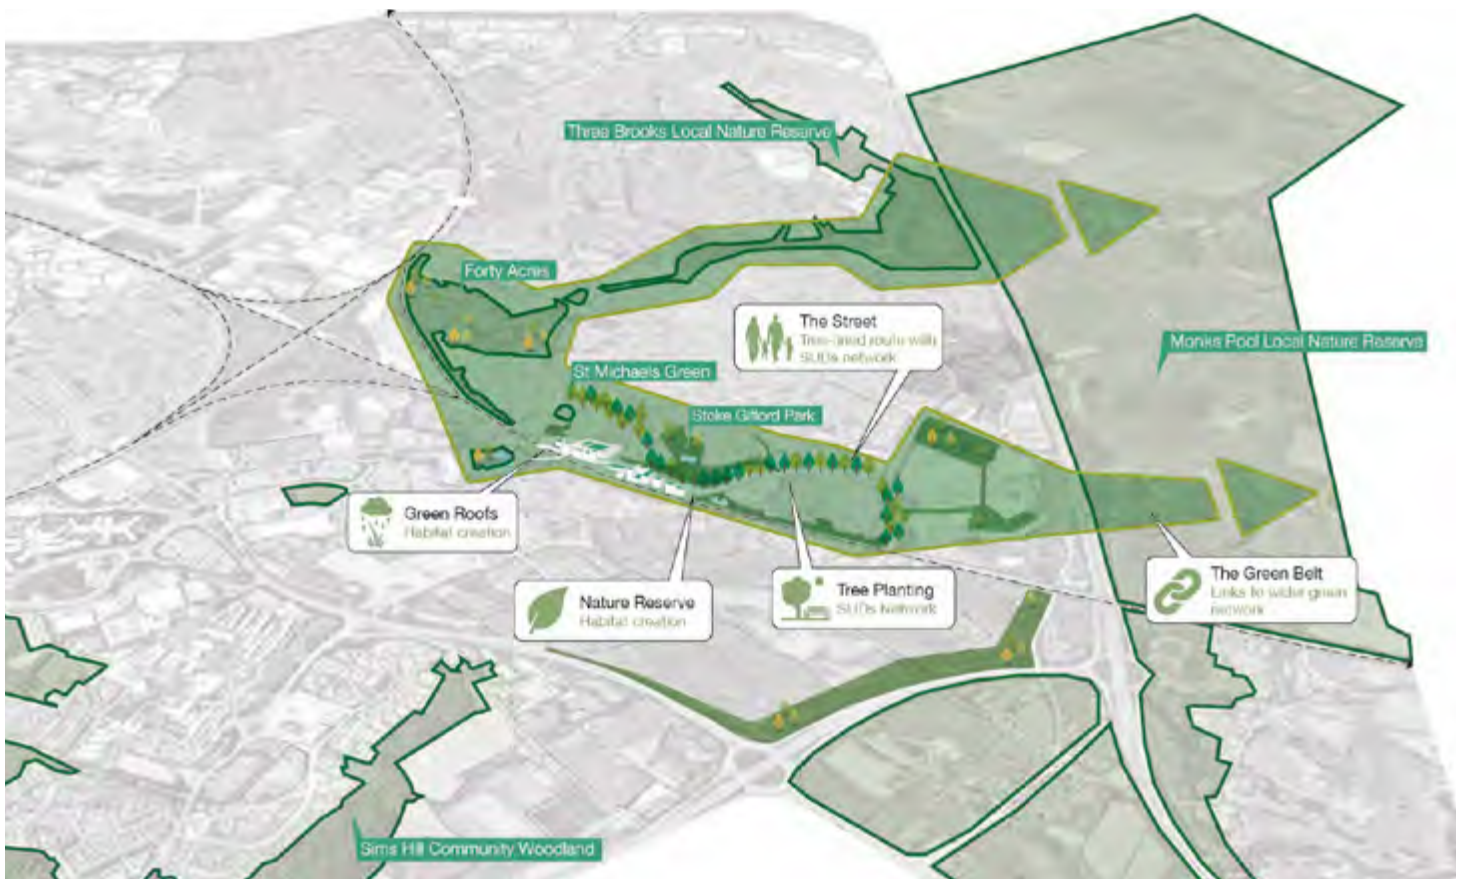 Three Brooks Local Nature Reserve
Forty Acres
The Street
Tree-lined route with
SUDs network
Monks Pool Local Nature Reserve
St Michaels Green
Stoke Gifford Park
Green Roofs
Habitat creation
Nature Reserve
Habitat creation
Tree Planting
SUDs Network
The Green Belt
Links to wider green
network
Sims Hill Community Woodland